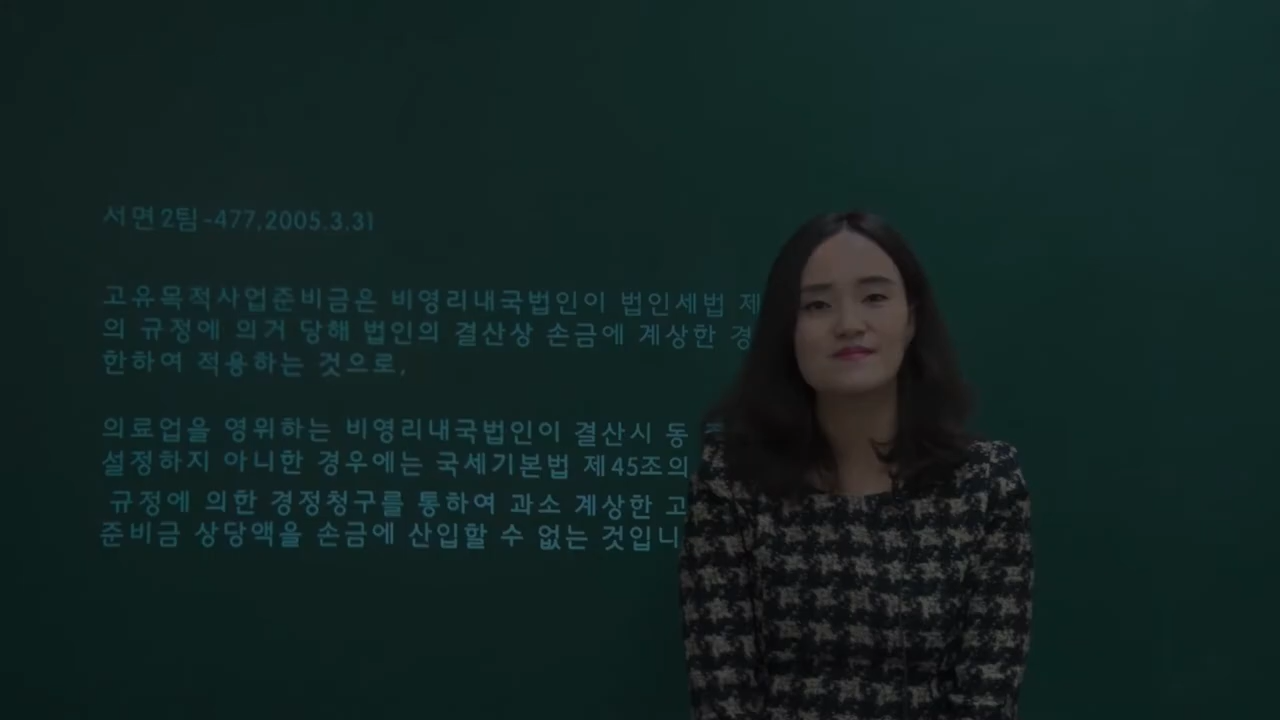 서면2팀-477,2005.3.31
고유목적사업준비금은 비영리내국법인이 법인세법 제
의 규정에 의거 당해 법인의 결산상 손금에 계상한 경
한하여 적용하는 것으로,
의료업을 영위하는 비영리내국법인이 결산시 동
설정하지 아니한 경우에는 국세기본법 제45조의
규정에 의한 경정청구를 통하여 과소 계상한 고
준비금 상당액을 손금에 산입할 수 없는 것입니